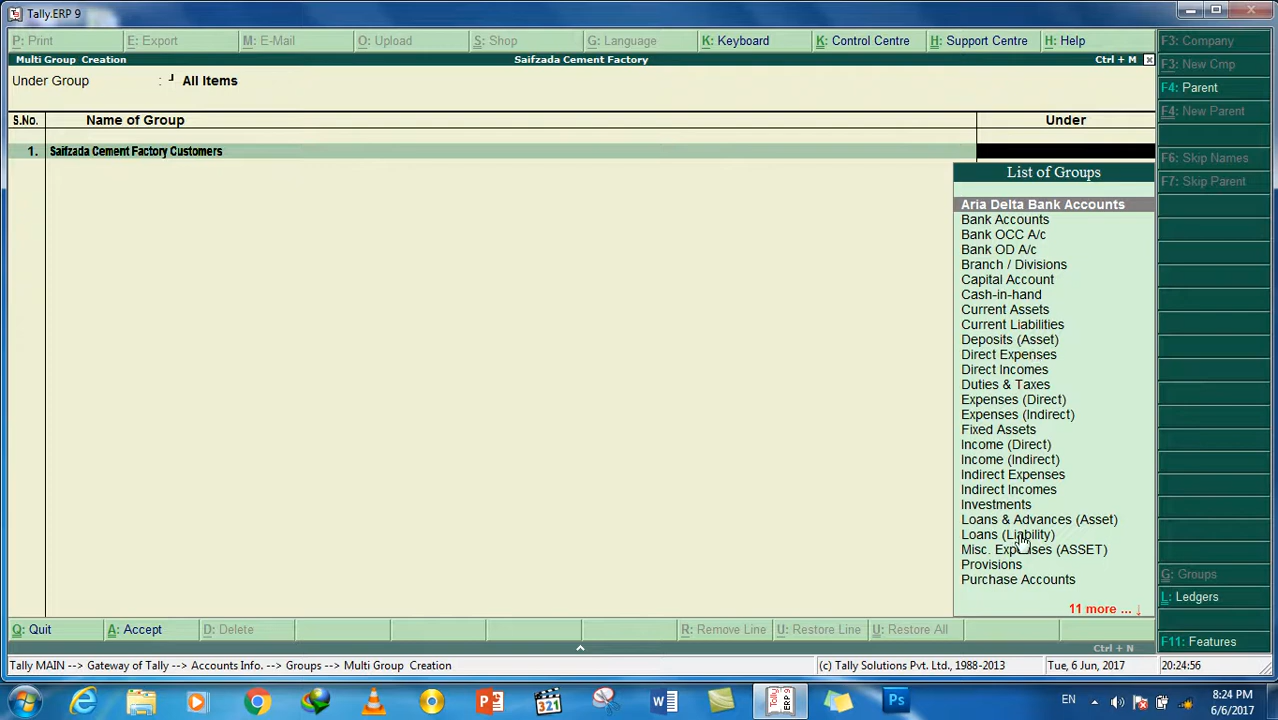 Tally.ERP 9
P: Print E: Export M: E-Mail O: Upload S: Shop G: Language K: Keyboard K: Control Centre H: Support Centre H: Help
Multi Group Creation Saifzada Cement Factory Ctrl + M
Under Group : All Items
S.No. Name of Group Under
1. Saifzada Cement Factory Customers
List of Groups
Aria Delta Bank Accounts
Bank Accounts
Bank OCC A/c
Bank OD A/c
Branch / Divisions
Capital Account
Cash-in-hand
Current Assets
Current Liabilities
Deposits (Asset)
Direct Expenses
Direct Incomes
Duties & Taxes
Expenses (Direct)
Expenses (Indirect)
Fixed Assets
Income (Direct)
Income (Indirect)
Indirect Expenses
Indirect Incomes
Investments
Loans & Advances (Asset)
Loans (Liability)
Misc. Expenses (ASSET)
Provisions
Purchase Accounts
11 more ... ↓
F3: Company
F3: New Cmp
F4: Parent
F4: New Parent
F6: Skip Names
F7: Skip Parent
G: Groups
L: Ledgers
F11: Features
Q: Quit A: Accept D: Delete R: Remove Line U: Restore Line U: Restore All
Ctrl + N
Tally MAIN --> Gateway of Tally --> Accounts Info. --> Groups --> Multi Group Creation (c) Tally Solutions Pvt. Ltd., 1988-2013 Tue, 6 Jun, 2017 20:24:56
321 EN 8:24 PM
6/6/2017